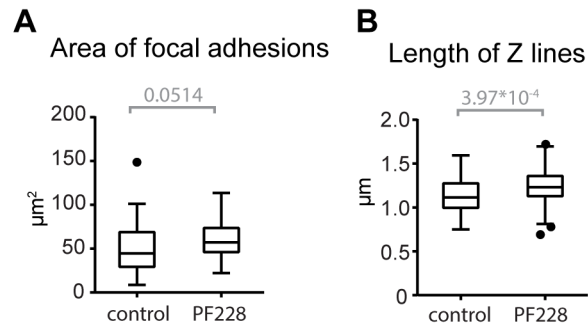 A
Area of focal adhesions
0.0514
200
150
100
50
0
µm²
control PF228
B
Length of Z lines
3.97*10⁻⁴
2.0
1.5
1.0
0.5
0
µm
control PF228